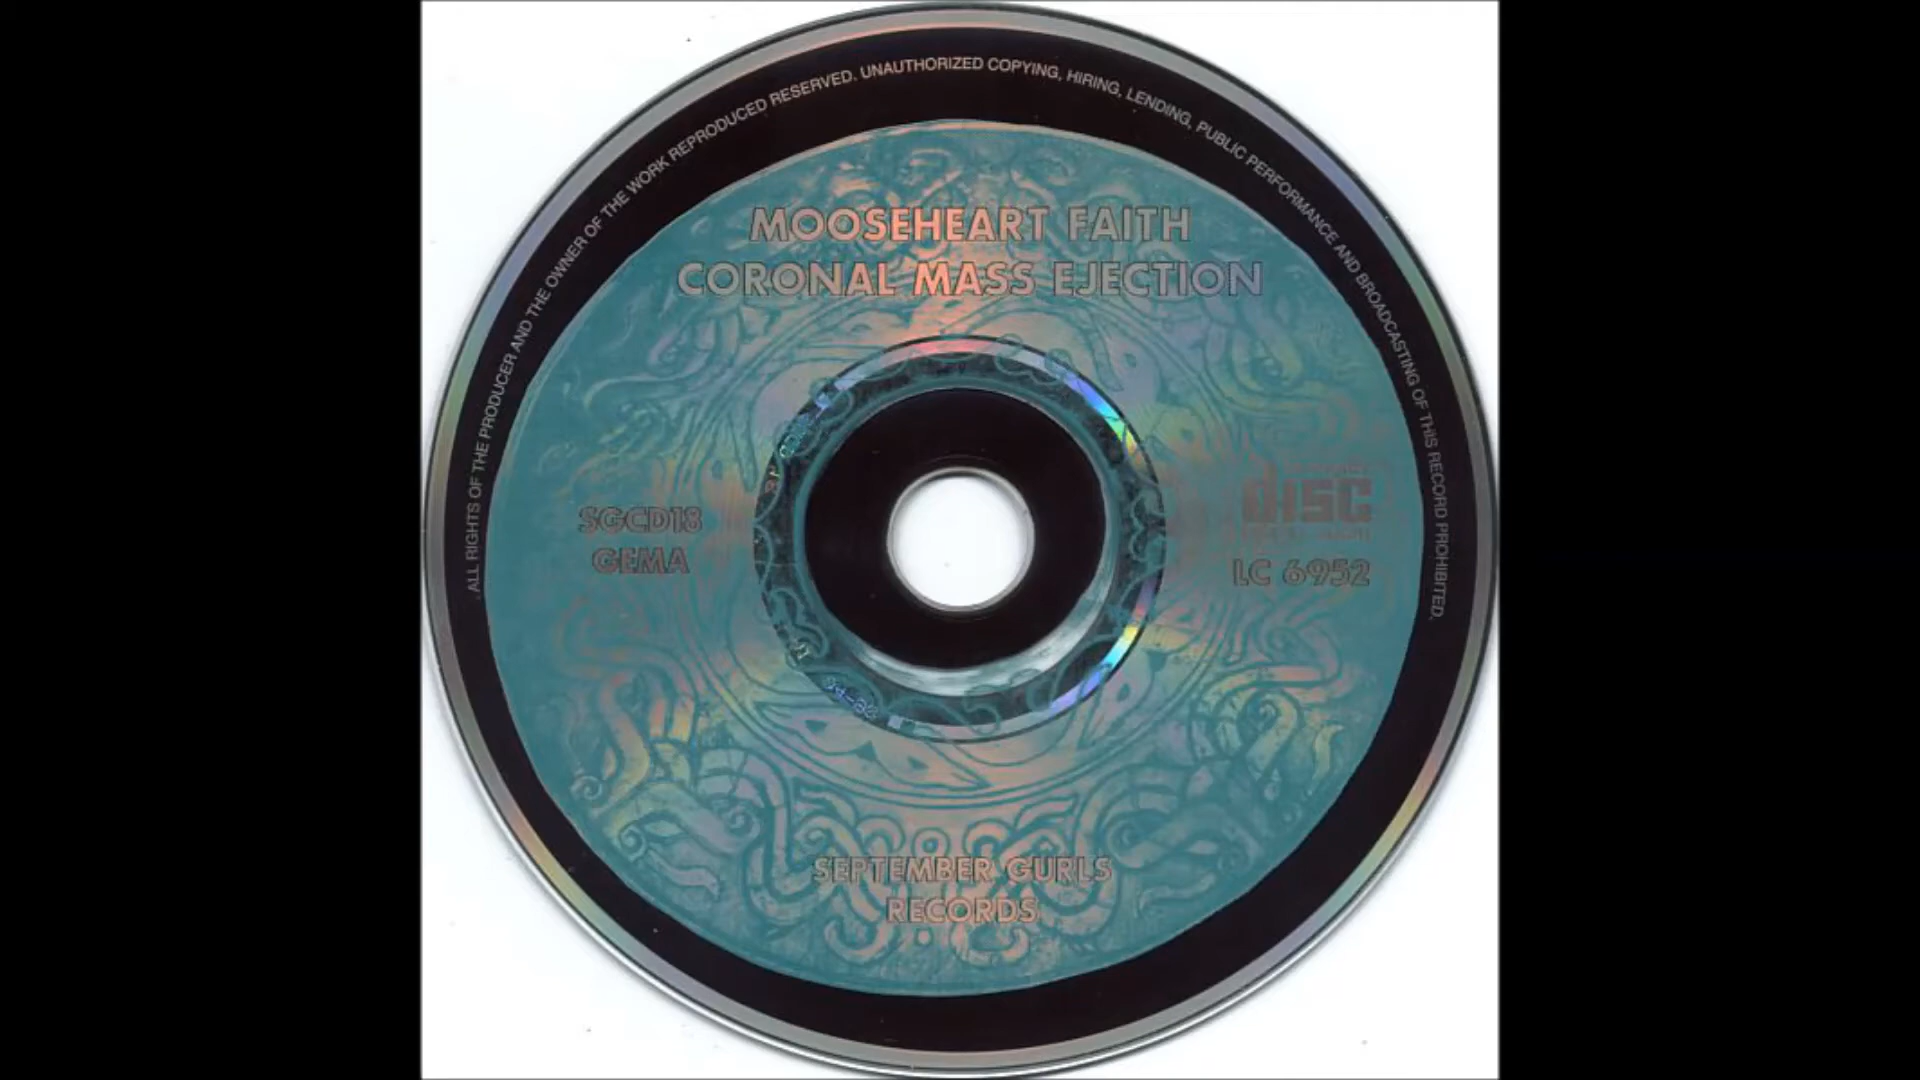 ALL RIGHTS OF THE PRODUCER AND THE OWNER OF THE WORK REPRODUCED RESERVED. UNAUTHORIZED COPYING, HIRING, LENDING, PUBLIC PERFORMANCE AND BROADCASTING OF THIS RECORD PROHIBITED.
MOOSEHEART FAITH
CORONAL MASS EJECTION
SGCD18
GEMA
disc
LC 6952
SEPTEMBER GURLS
RECORDS